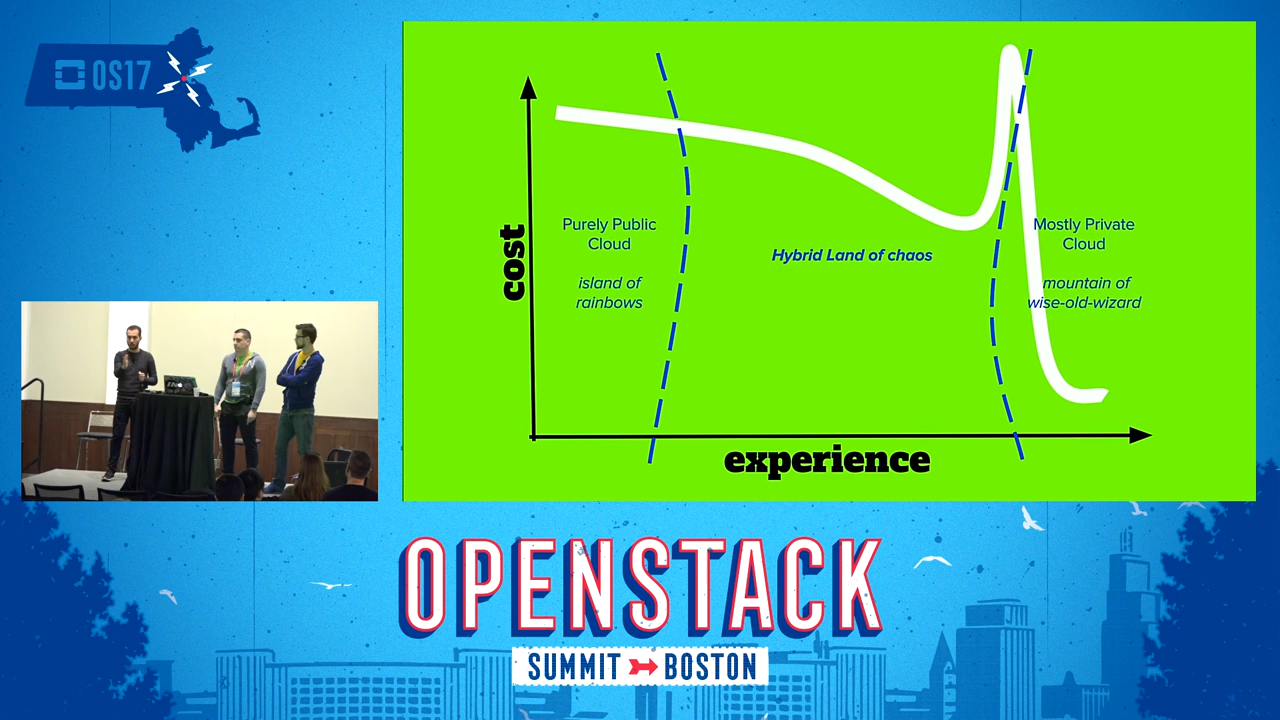 OS17
cost
Purely Public
Cloud
island of
rainbows
Hybrid Land of chaos
Mostly Private
Cloud
mountain of
wise-old-wizard
experience
OPENSTACK
SUMMIT BOSTON